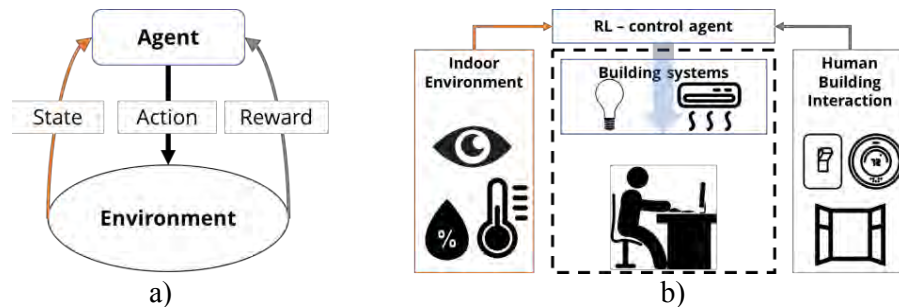 Agent
State
Action
Reward
Environment
a)
RL – control agent
Indoor
Environment
%
Building systems
Human
Building
Interaction
b)